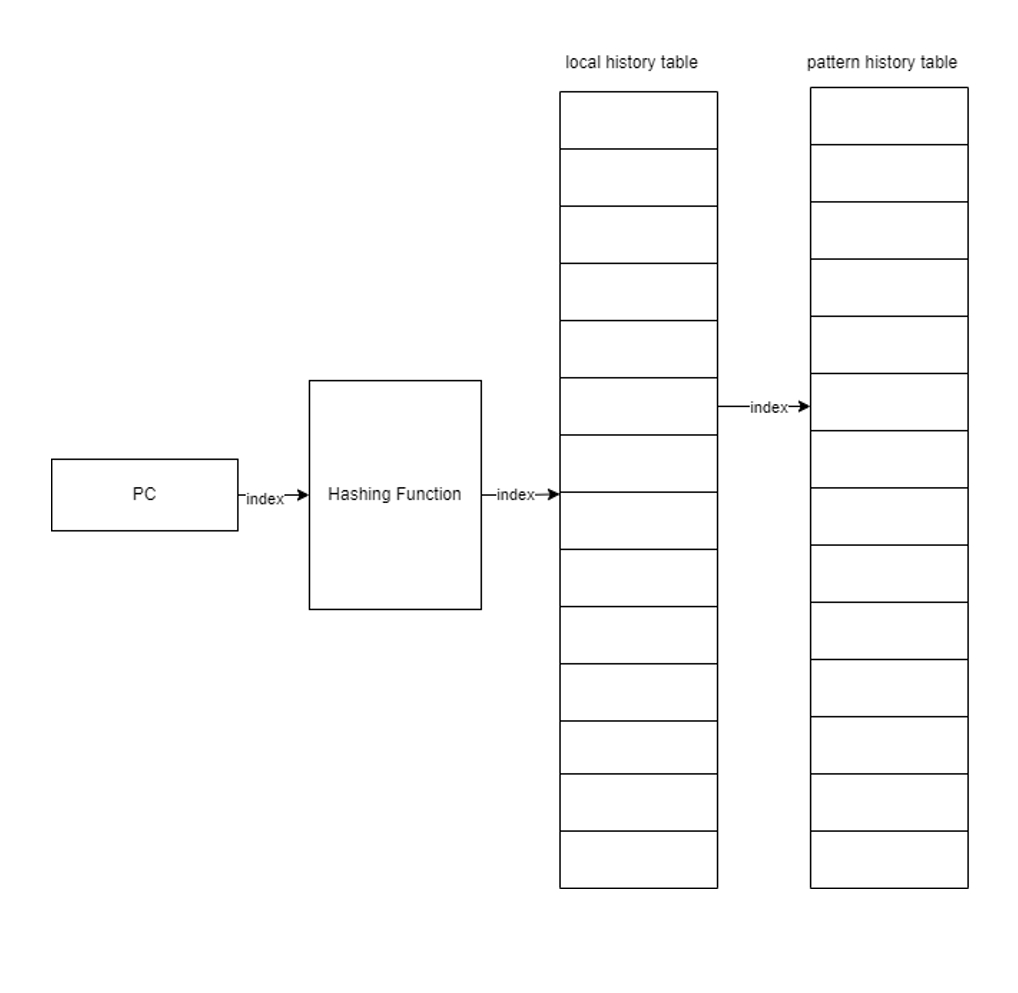 local history table
pattern history table
index
PC
index
Hashing Function
index